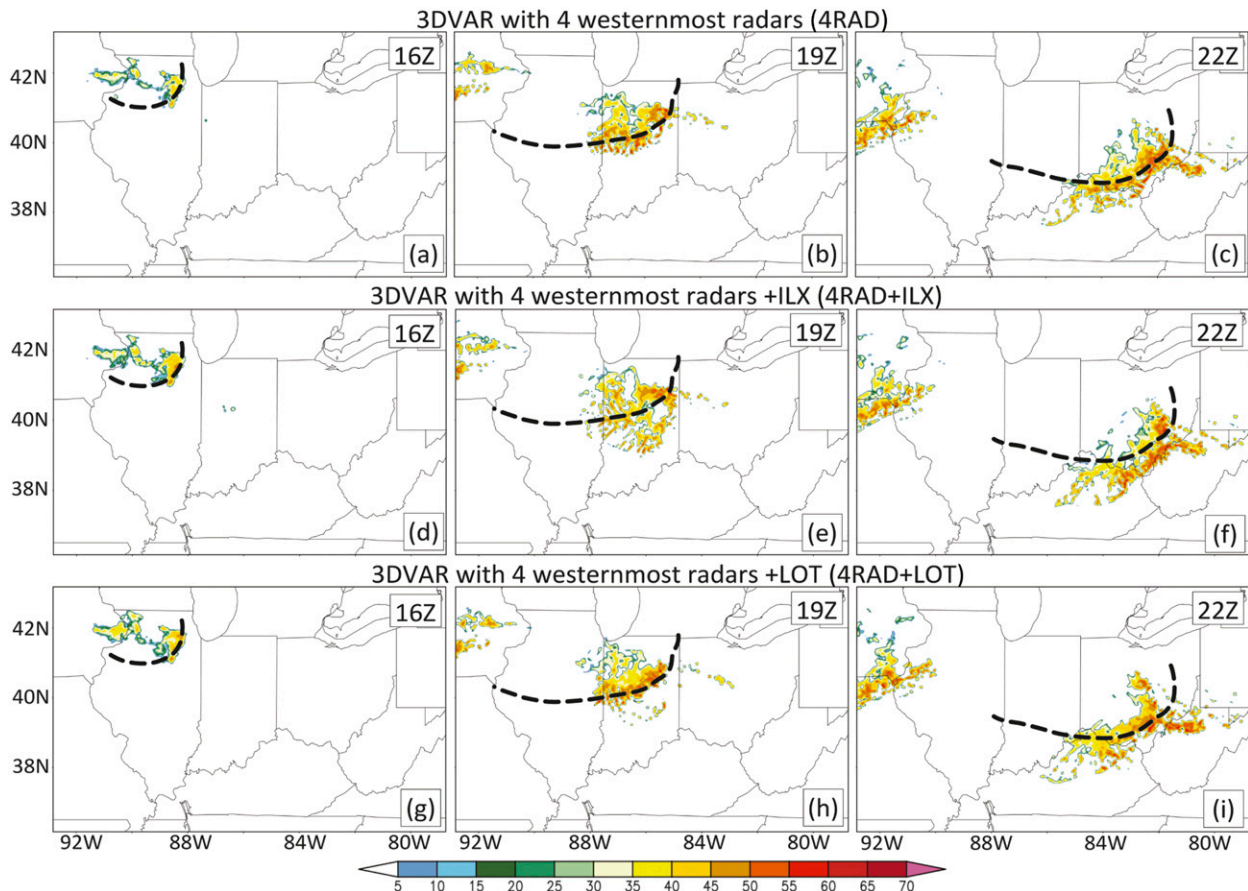 3DVAR with 4 westernmost radars (4RAD)
16Z 19Z 22Z
42N
40N
38N
(a) (b) (c)
3DVAR with 4 westernmost radars +ILX (4RAD+ILX)
16Z 19Z 22Z
42N
40N
38N
(d) (e) (f)
3DVAR with 4 westernmost radars +LOT (4RAD+LOT)
16Z 19Z 22Z
42N
40N
38N
(g) (h) (i)
92W 88W 84W 80W 92W 88W 84W 80W 92W 88W 84W 80W
5 10 15 20 25 30 35 40 45 50 55 60 65 70